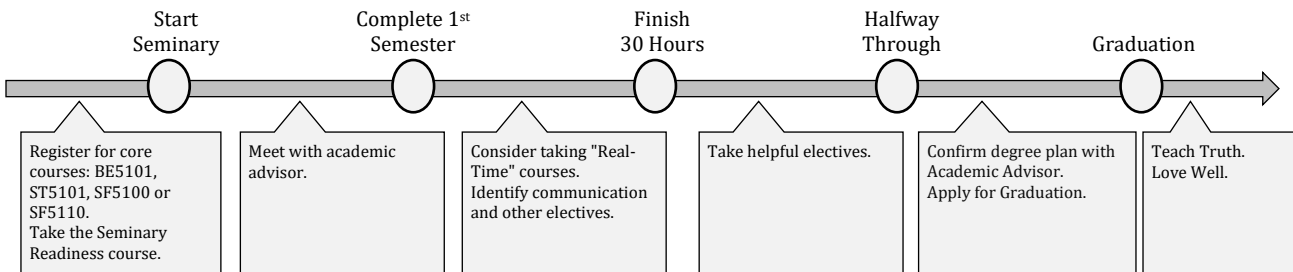 Start
Seminary
Complete 1st
Semester
Finish
30 Hours
Halfway
Through
Graduation
Register for core
courses: BE5101,
ST5101, SF5100 or
SF5110.
Take the Seminary
Readiness course.
Meet with academic
advisor.
Consider taking "Real-
Time" courses.
Identify communication
and other electives.
Take helpful electives.
Confirm degree plan with
Academic Advisor.
Apply for Graduation.
Teach Truth.
Love Well.